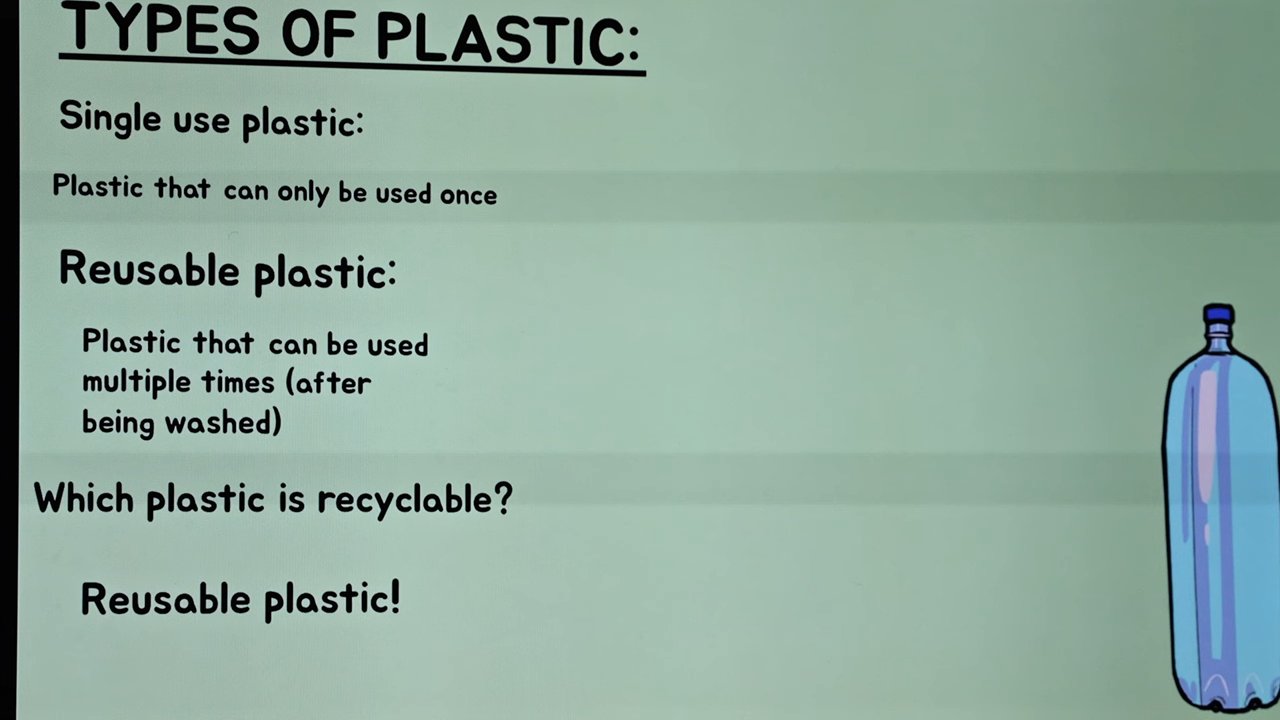 TYPES OF PLASTIC:
Single use plastic:
Plastic that can only be used once
Reusable plastic:
Plastic that can be used
multiple times (after
being washed)
Which plastic is recyclable?
Reusable plastic!